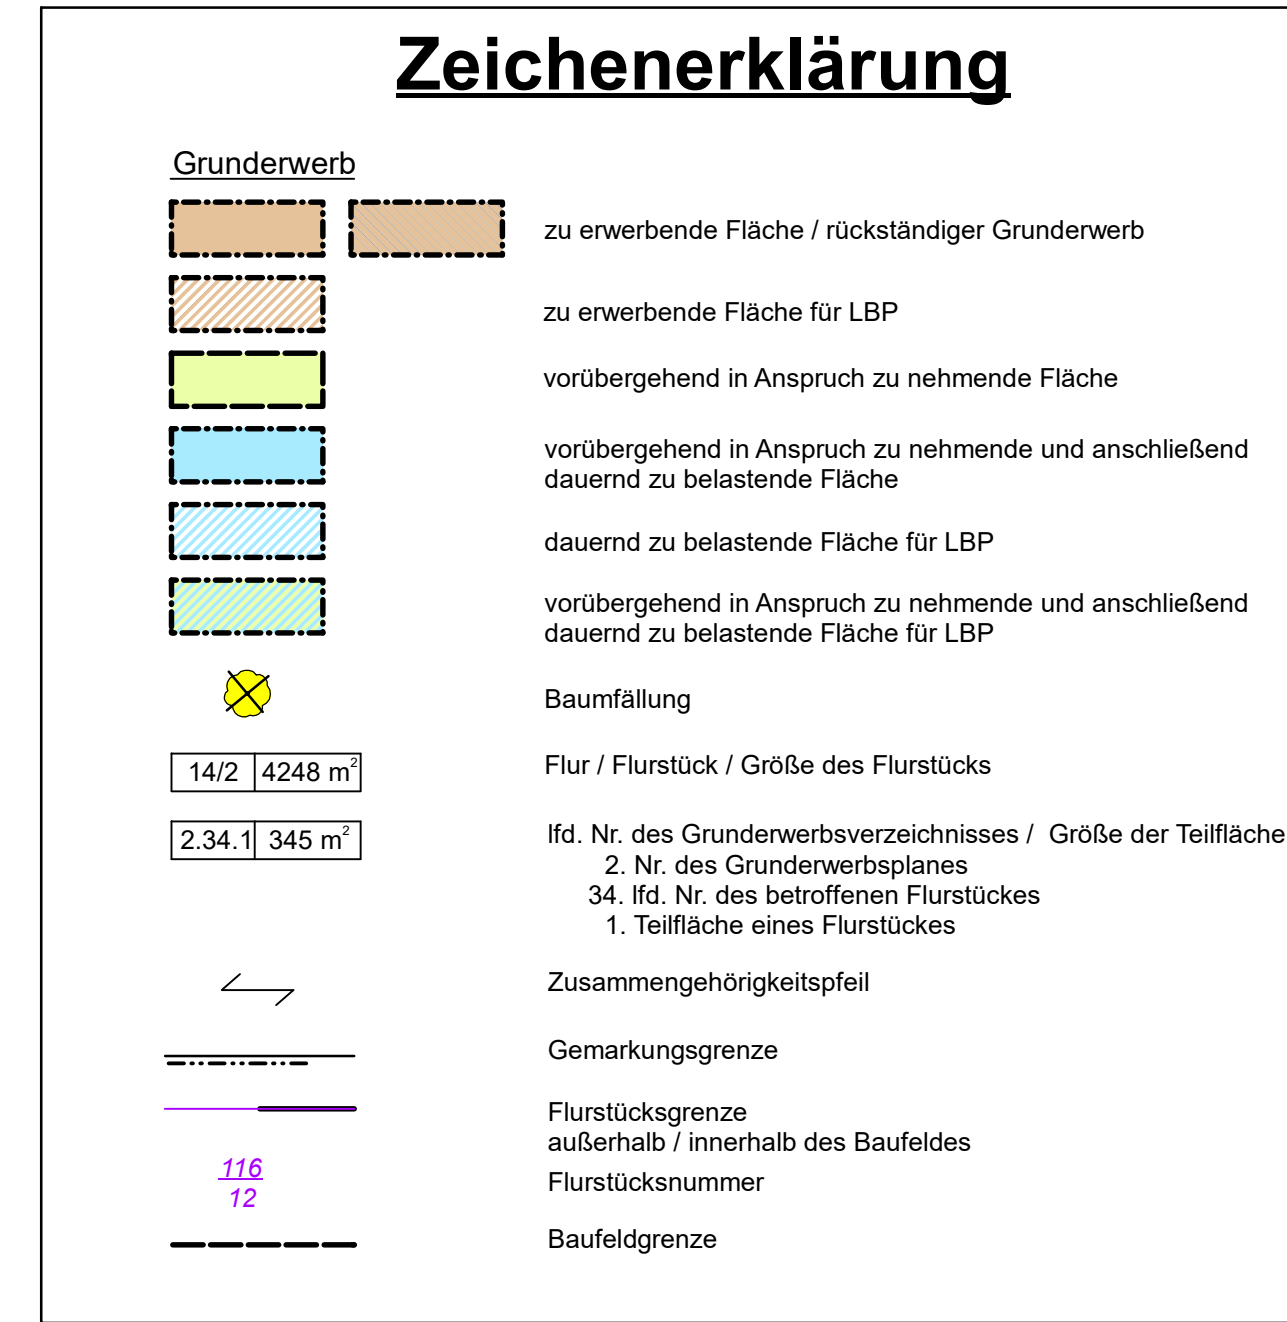 Zeichenerklärung
Grunderwerb
zu erwerbende Fläche / rückständiger Grunderwerb
zu erwerbende Fläche für LBP
vorübergehend in Anspruch zu nehmende Fläche
vorübergehend in Anspruch zu nehmende und anschließend
dauernd zu belastende Fläche
dauernd zu belastende Fläche für LBP
vorübergehend in Anspruch zu nehmende und anschließend
dauernd zu belastende Fläche für LBP
Baumfällung
14/2 4248 m² Flur / Flurstück / Größe des Flurstücks
2.34.1 345 m² lfd. Nr. des Grunderwerbsverzeichnisses / Größe der Teilfläche
2. Nr. des Grunderwerbsplanes
34. lfd. Nr. des betroffenen Flurstückes
1. Teilfläche eines Flurstückes
Zusammengehörigkeitspfeil
Gemarkungsgrenze
Flurstücksgrenze
außerhalb / innerhalb des Baufeldes
116
12
Flurstücksnummer
Baufeldgrenze